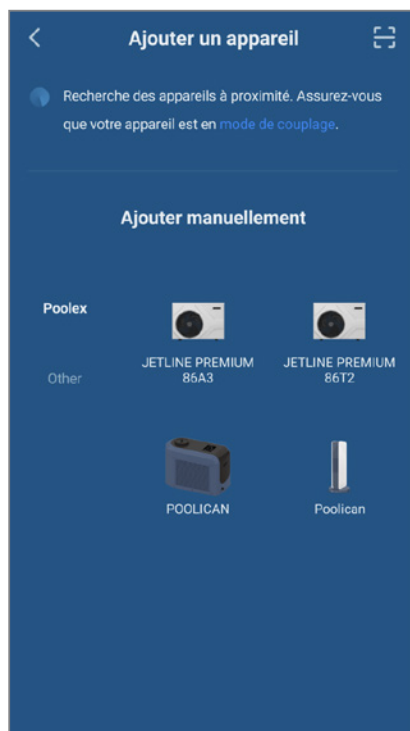 Ajouter un appareil
Recherche des appareils à proximité. Assurez-vous
que votre appareil est en mode de couplage.
Ajouter manuellement
Poolex
Other
JETLINE PREMIUM
86A3
JETLINE PREMIUM
86T2
POOLICAN
Poolican